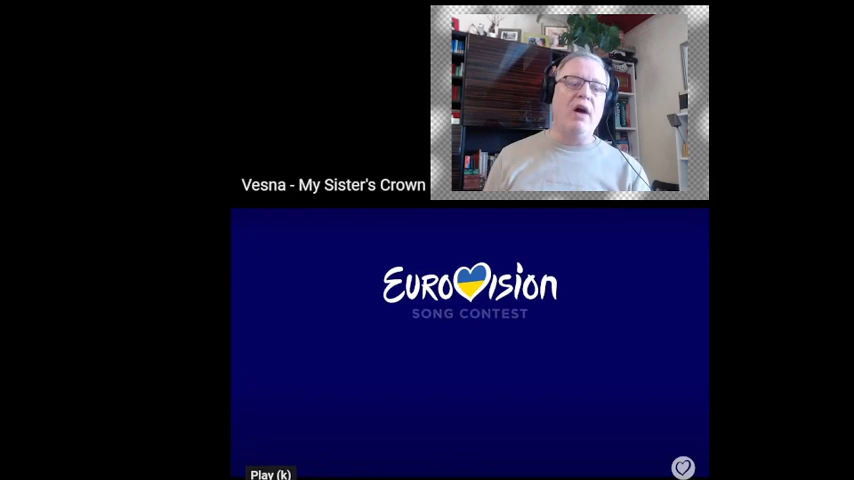 Vesna - My Sister's Crown
EUROVISION
SONG CONTEST
Play (k)